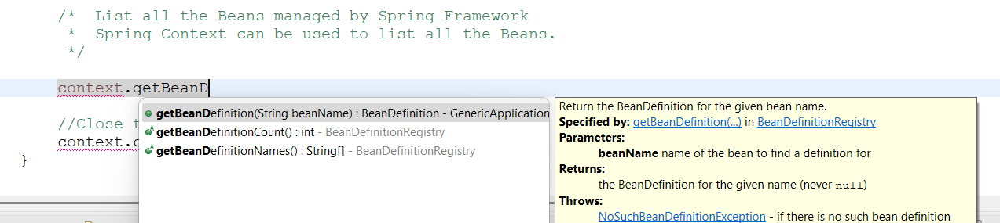 /*  List all the Beans managed by Spring Framework
 *  Spring Context can be used to list all the Beans.
 */
context.getBeanD
getBeanDefinition(String beanName) : BeanDefinition - GenericApplication
getBeanDefinitionCount() : int - BeanDefinitionRegistry
getBeanDefinitionNames() : String[] - BeanDefinitionRegistry
//Close t
context.c
}
Return the BeanDefinition for the given bean name.
Specified by: getBeanDefinition(...) in BeanDefinitionRegistry
Parameters:
beanName name of the bean to find a definition for
Returns:
the BeanDefinition for the given name (never null)
Throws:
NoSuchBeanDefinitionException - if there is no such bean definition